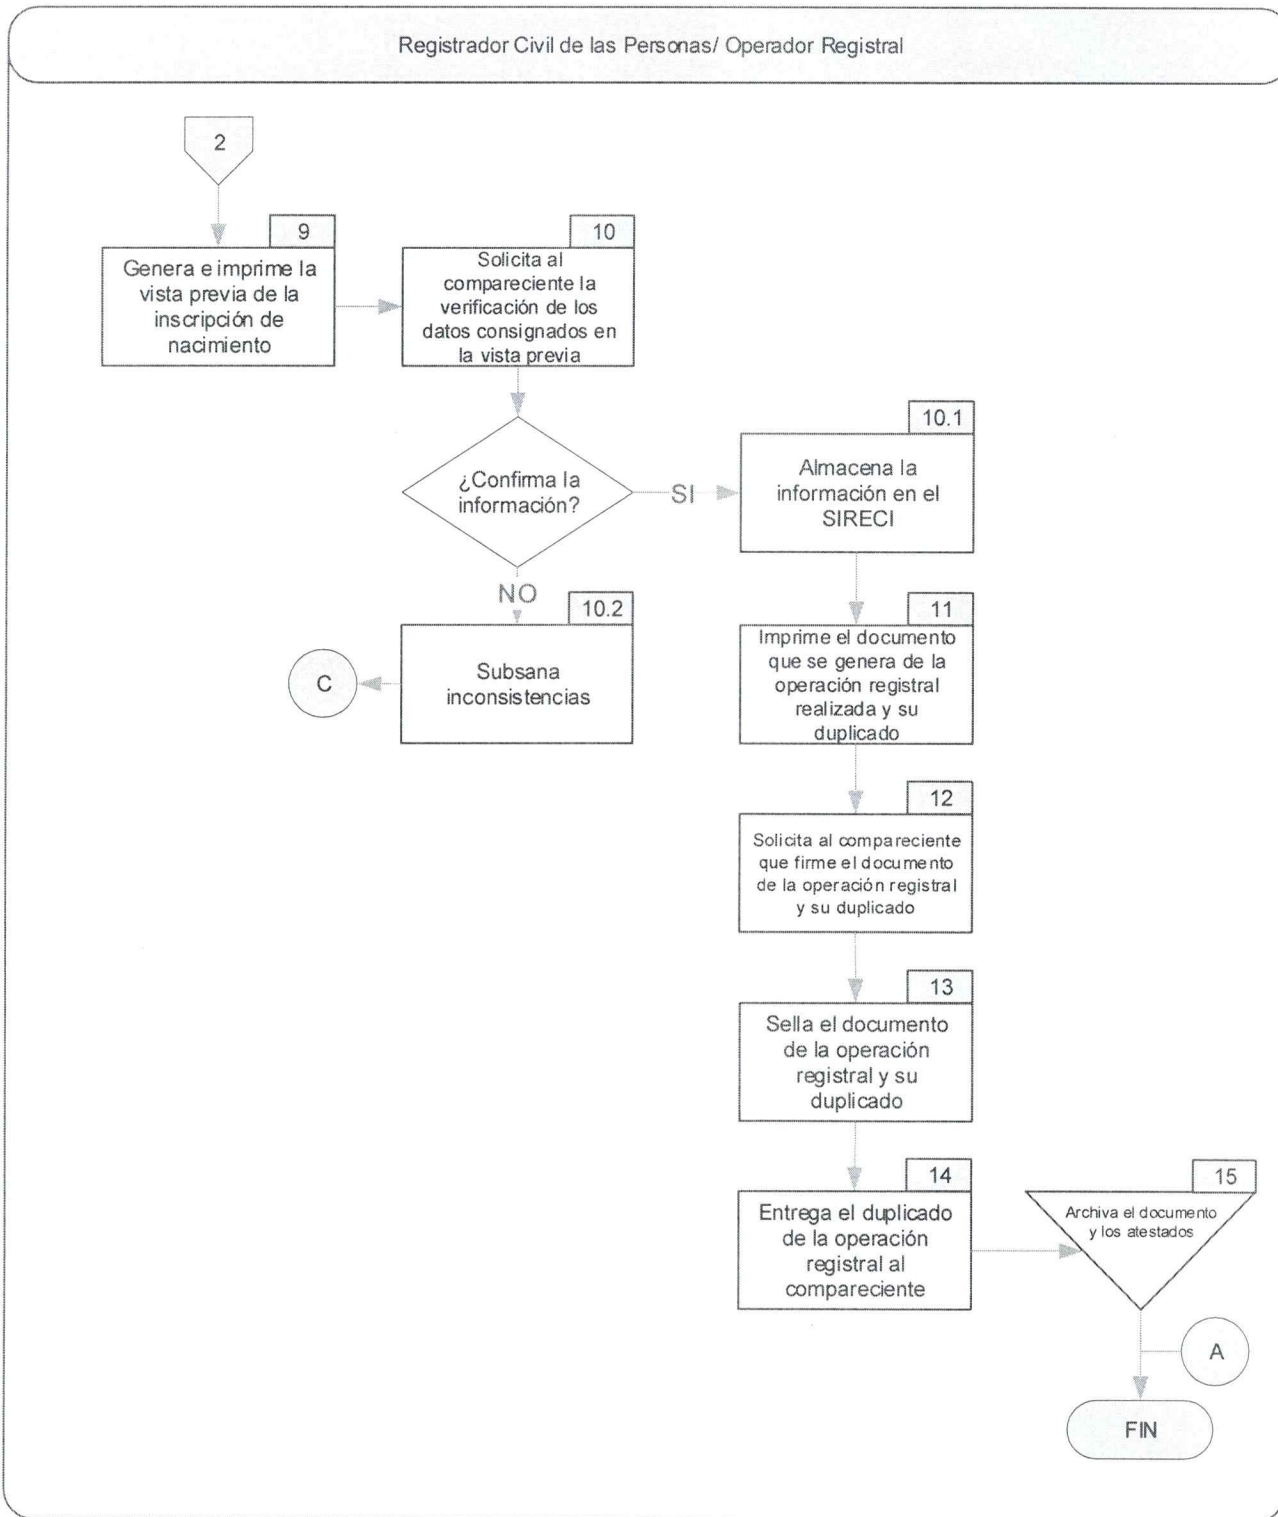 Registrador Civil de las Personas/ Operador Registral
2
9
Genera e imprime la
vista previa de la
inscripción de
nacimiento
10
Solicita al
compareciente la
verificación de los
datos consignados en
la vista previa
¿Confirma la
información?
SI
10.1
Almacena la
información en el
SIRECI
NO
10.2
Subsana
inconsistencias
C
11
Imprime el documento
que se genera de la
operación registral
realizada y su
duplicado
12
Solicita al compareciente
que firme el documento
de la operación registral
y su duplicado
13
Sella el documento
de la operación
registral y su
duplicado
14
Entrega el duplicado
de la operación
registral al
compareciente
15
Archiva el documento
y los atestados
A
FIN